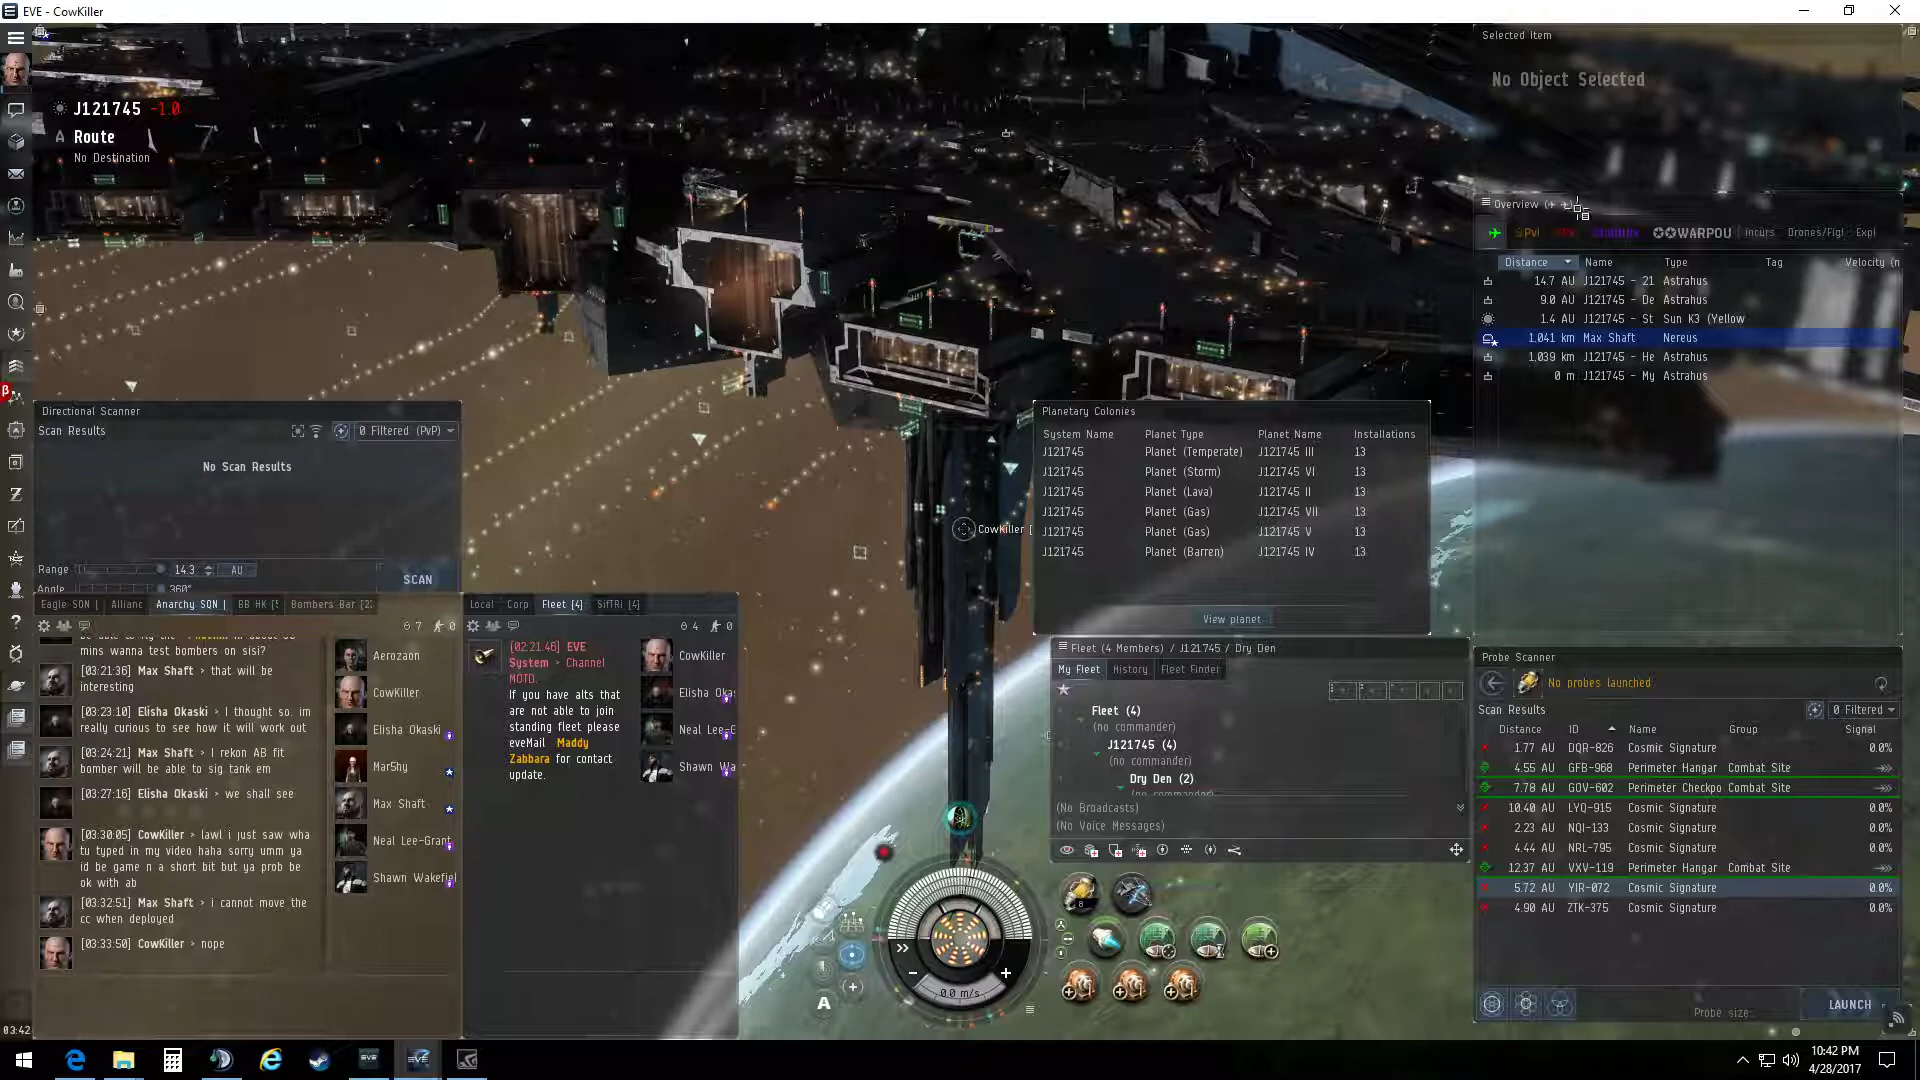 EVE - CowKiller
J121745 -1.0
Route
No Destination
Selected Item
No Object Selected
Overview
PvI
WARPOU
Incurs
Drones/Figl
Expl
Distance Name Type Tag Velocity (n
14.7 AU J121745 - 21 Astrahus
9.0 AU J121745 - De Astrahus
1.4 AU J121745 - St Sun K3 (Yellow
1,041 km Max Shaft Nereus
1,039 km J121745 - He Astrahus
0 m J121745 - My Astrahus
Directional Scanner
Scan Results
0 Filtered (PvP)
No Scan Results
Range 14.3 AU
SCAN
Angle 360°
Planetary Colonies
System Name Planet Type Planet Name Installations
J121745 Planet (Temperate) J121745 III 13
J121745 Planet (Storm) J121745 VI 13
J121745 Planet (Lava) J121745 II 13
J121745 Planet (Gas) J121745 VII 13
J121745 Planet (Gas) J121745 V 13
J121745 Planet (Barren) J121745 IV 13
View planet
CowKiller [
Eagle SQN [ Allianc Anarchy SQN [ BB HK [5 Bombers Bar [2
7 0
mins wanna test bombers on sisi?
[03:21:36] Max Shaft > that will be
interesting
[03:23:10] Elisha Okaski > I thought so. im
really curious to see how it will work out
[03:24:21] Max Shaft > I rekon AB fit
bomber will be able to sig tank em
[03:27:16] Elisha Okaski > we shall see
[03:30:05] CowKiller > lawl i just saw wha
tu typed in my video haha sorry umm ya
id be game n a short bit but ya prob be
ok with ab
[03:32:51] Max Shaft > i cannot move the
cc when deployed
[03:33:50] CowKiller > nope
Aerozaon
CowKiller
Elisha Okaski
Mar5hy
Max Shaft
Neal Lee-Grant
Shawn Wakefiel
Local Corp Fleet [4] SifTRi [4]
4 0
[02:21:46] EVE
System > Channel
MOTD:
If you have alts that
are not able to join
standing fleet please
eveMail Maddy
Zabbara for contact
update.
CowKiller
Elisha Oka
Neal Lee-G
Shawn Wa
Fleet (4 Members) / J121745 / Dry Den
My Fleet History Fleet Finder
Fleet (4)
(no commander)
J121745 (4)
(no commander)
Dry Den (2)
(no commander)
(No Broadcasts)
(No Voice Messages)
Probe Scanner
No probes launched
Scan Results 0 Filtered
Distance ID Name Group Signal
1.77 AU DQR-826 Cosmic Signature 0.0%
4.55 AU GFB-968 Perimeter Hangar Combat Site
7.78 AU GOV-602 Perimeter Checkpo Combat Site
10.40 AU LYQ-915 Cosmic Signature 0.0%
2.23 AU NQI-133 Cosmic Signature 0.0%
4.44 AU NRL-795 Cosmic Signature 0.0%
12.37 AU VXV-119 Perimeter Hangar Combat Site
5.72 AU YIR-072 Cosmic Signature 0.0%
4.90 AU ZTK-375 Cosmic Signature 0.0%
Probe size:
LAUNCH
8
0.0 m/s
A
β
03:42
10:42 PM
4/28/2017